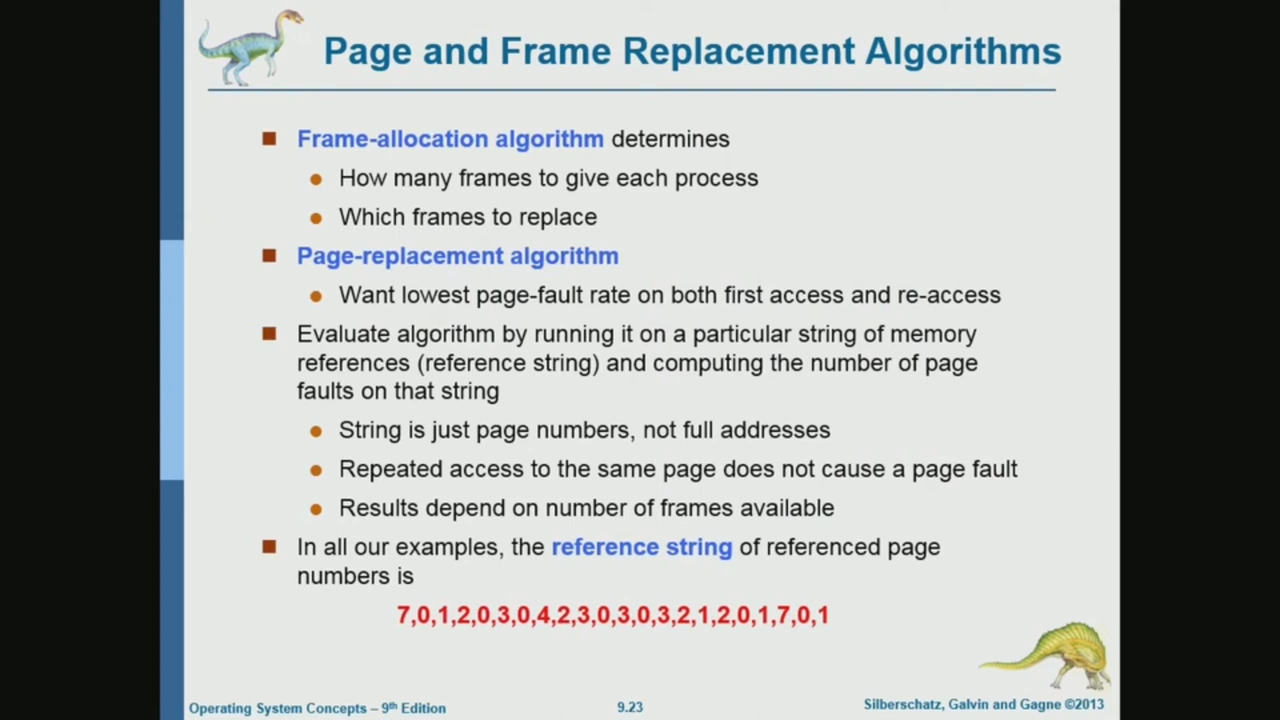 Page and Frame Replacement Algorithms
Frame-allocation algorithm determines
How many frames to give each process
Which frames to replace
Page-replacement algorithm
Want lowest page-fault rate on both first access and re-access
Evaluate algorithm by running it on a particular string of memory
references (reference string) and computing the number of page
faults on that string
String is just page numbers, not full addresses
Repeated access to the same page does not cause a page fault
Results depend on number of frames available
In all our examples, the reference string of referenced page
numbers is
7,0,1,2,0,3,0,4,2,3,0,3,0,3,2,1,2,0,1,7,0,1
Operating System Concepts – 9th Edition
9.23
Silberschatz, Galvin and Gagne ©2013